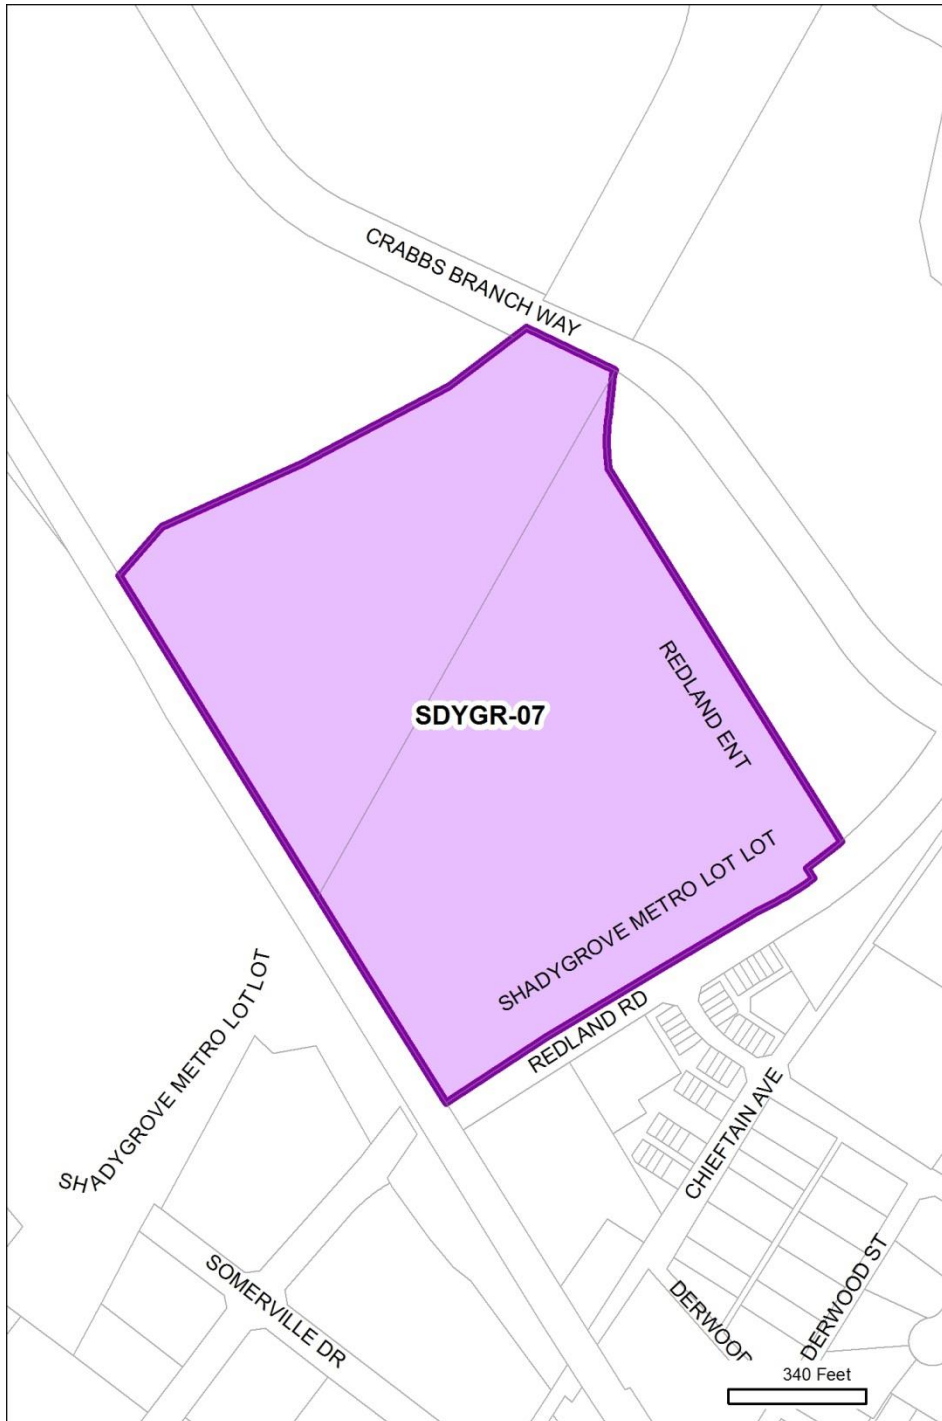 CRABBS BRANCH WAY
REDLAND ENT
SDYGR-07
SHADYGROVE METRO LOT LOT
REDLAND RD
SHADYGROVE METRO LOT LOT
CHIEFTAIN AVE
SOMERVILLE DR
DERWOOD
DERWOOD ST
340 Feet